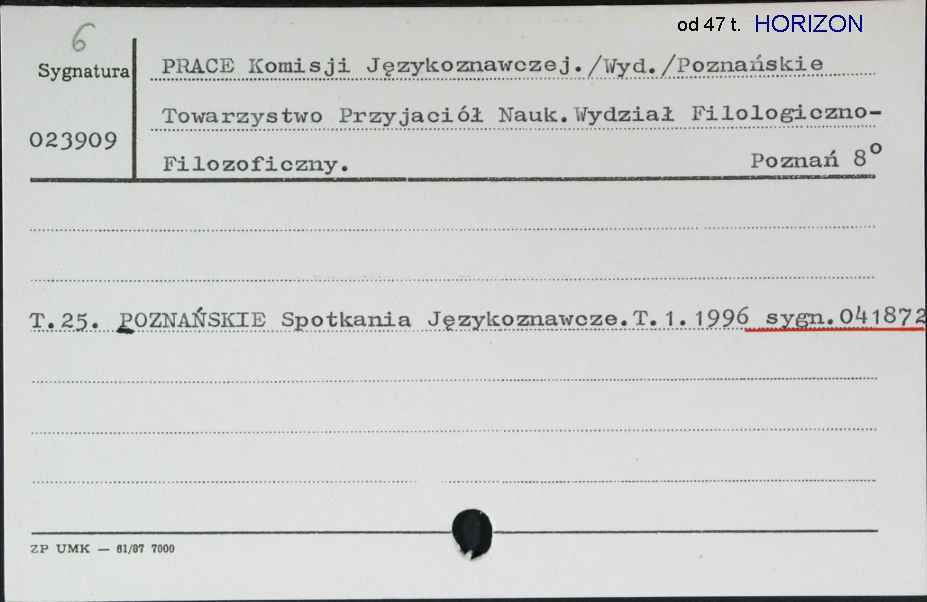 od 47 t. HORIZON
6
Sygnatura
PRACE Komisji Językoznawczej./Wyd./Poznańskie
Towarzystwo Przyjaciół Nauk.Wydział Filologiczno-
023909
Filozoficzny. Poznań 8°
T.25. POZNAŃSKIE Spotkania Językoznawcze.T.1.1996 sygn.041872
ZP UMK — 81/87 7000